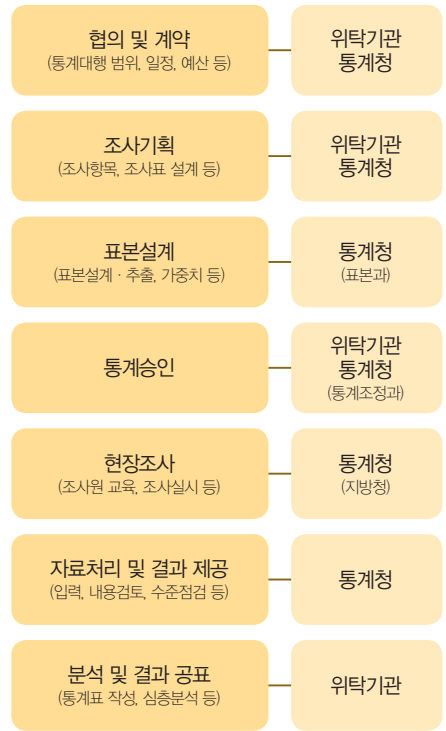 협의 및 계약
(통계대행 범위, 일정, 예산 등)
위탁기관
통계청
조사기획
(조사항목, 조사표 설계 등)
위탁기관
통계청
표본설계
(표본설계 · 추출, 가중치 등)
통계청
(표본과)
통계승인
위탁기관
통계청
(통계조정과)
현장조사
(조사원 교육, 조사실시 등)
통계청
(지방청)
자료처리 및 결과 제공
(입력, 내용검토, 수준점검 등)
통계청
분석 및 결과 공표
(통계표 작성, 심층분석 등)
위탁기관